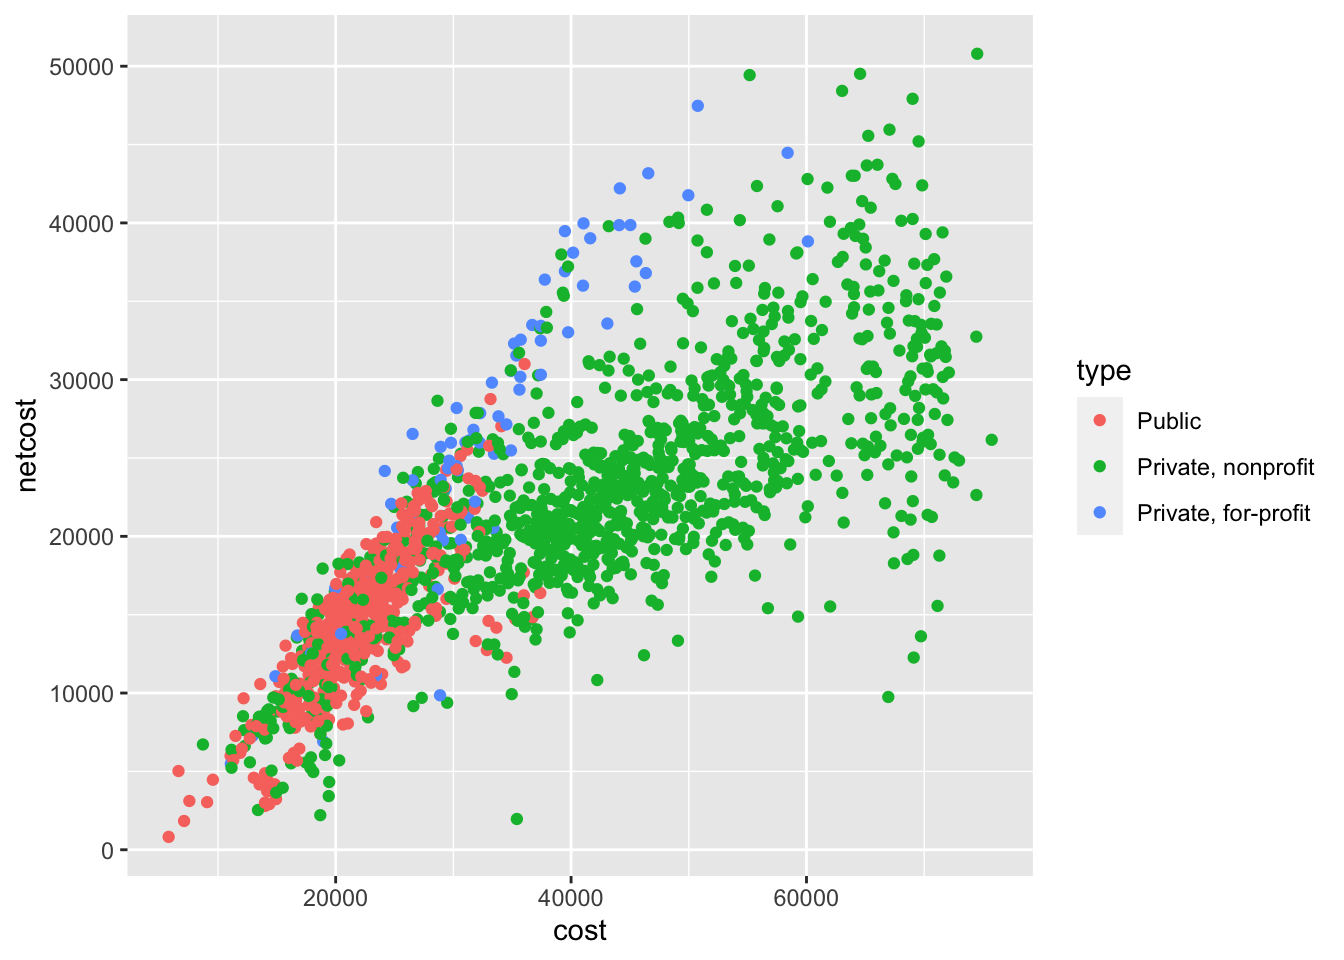 netcost
50000
40000
30000
20000
10000
0
20000 40000 60000
cost
type
Public
Private, nonprofit
Private, for-profit